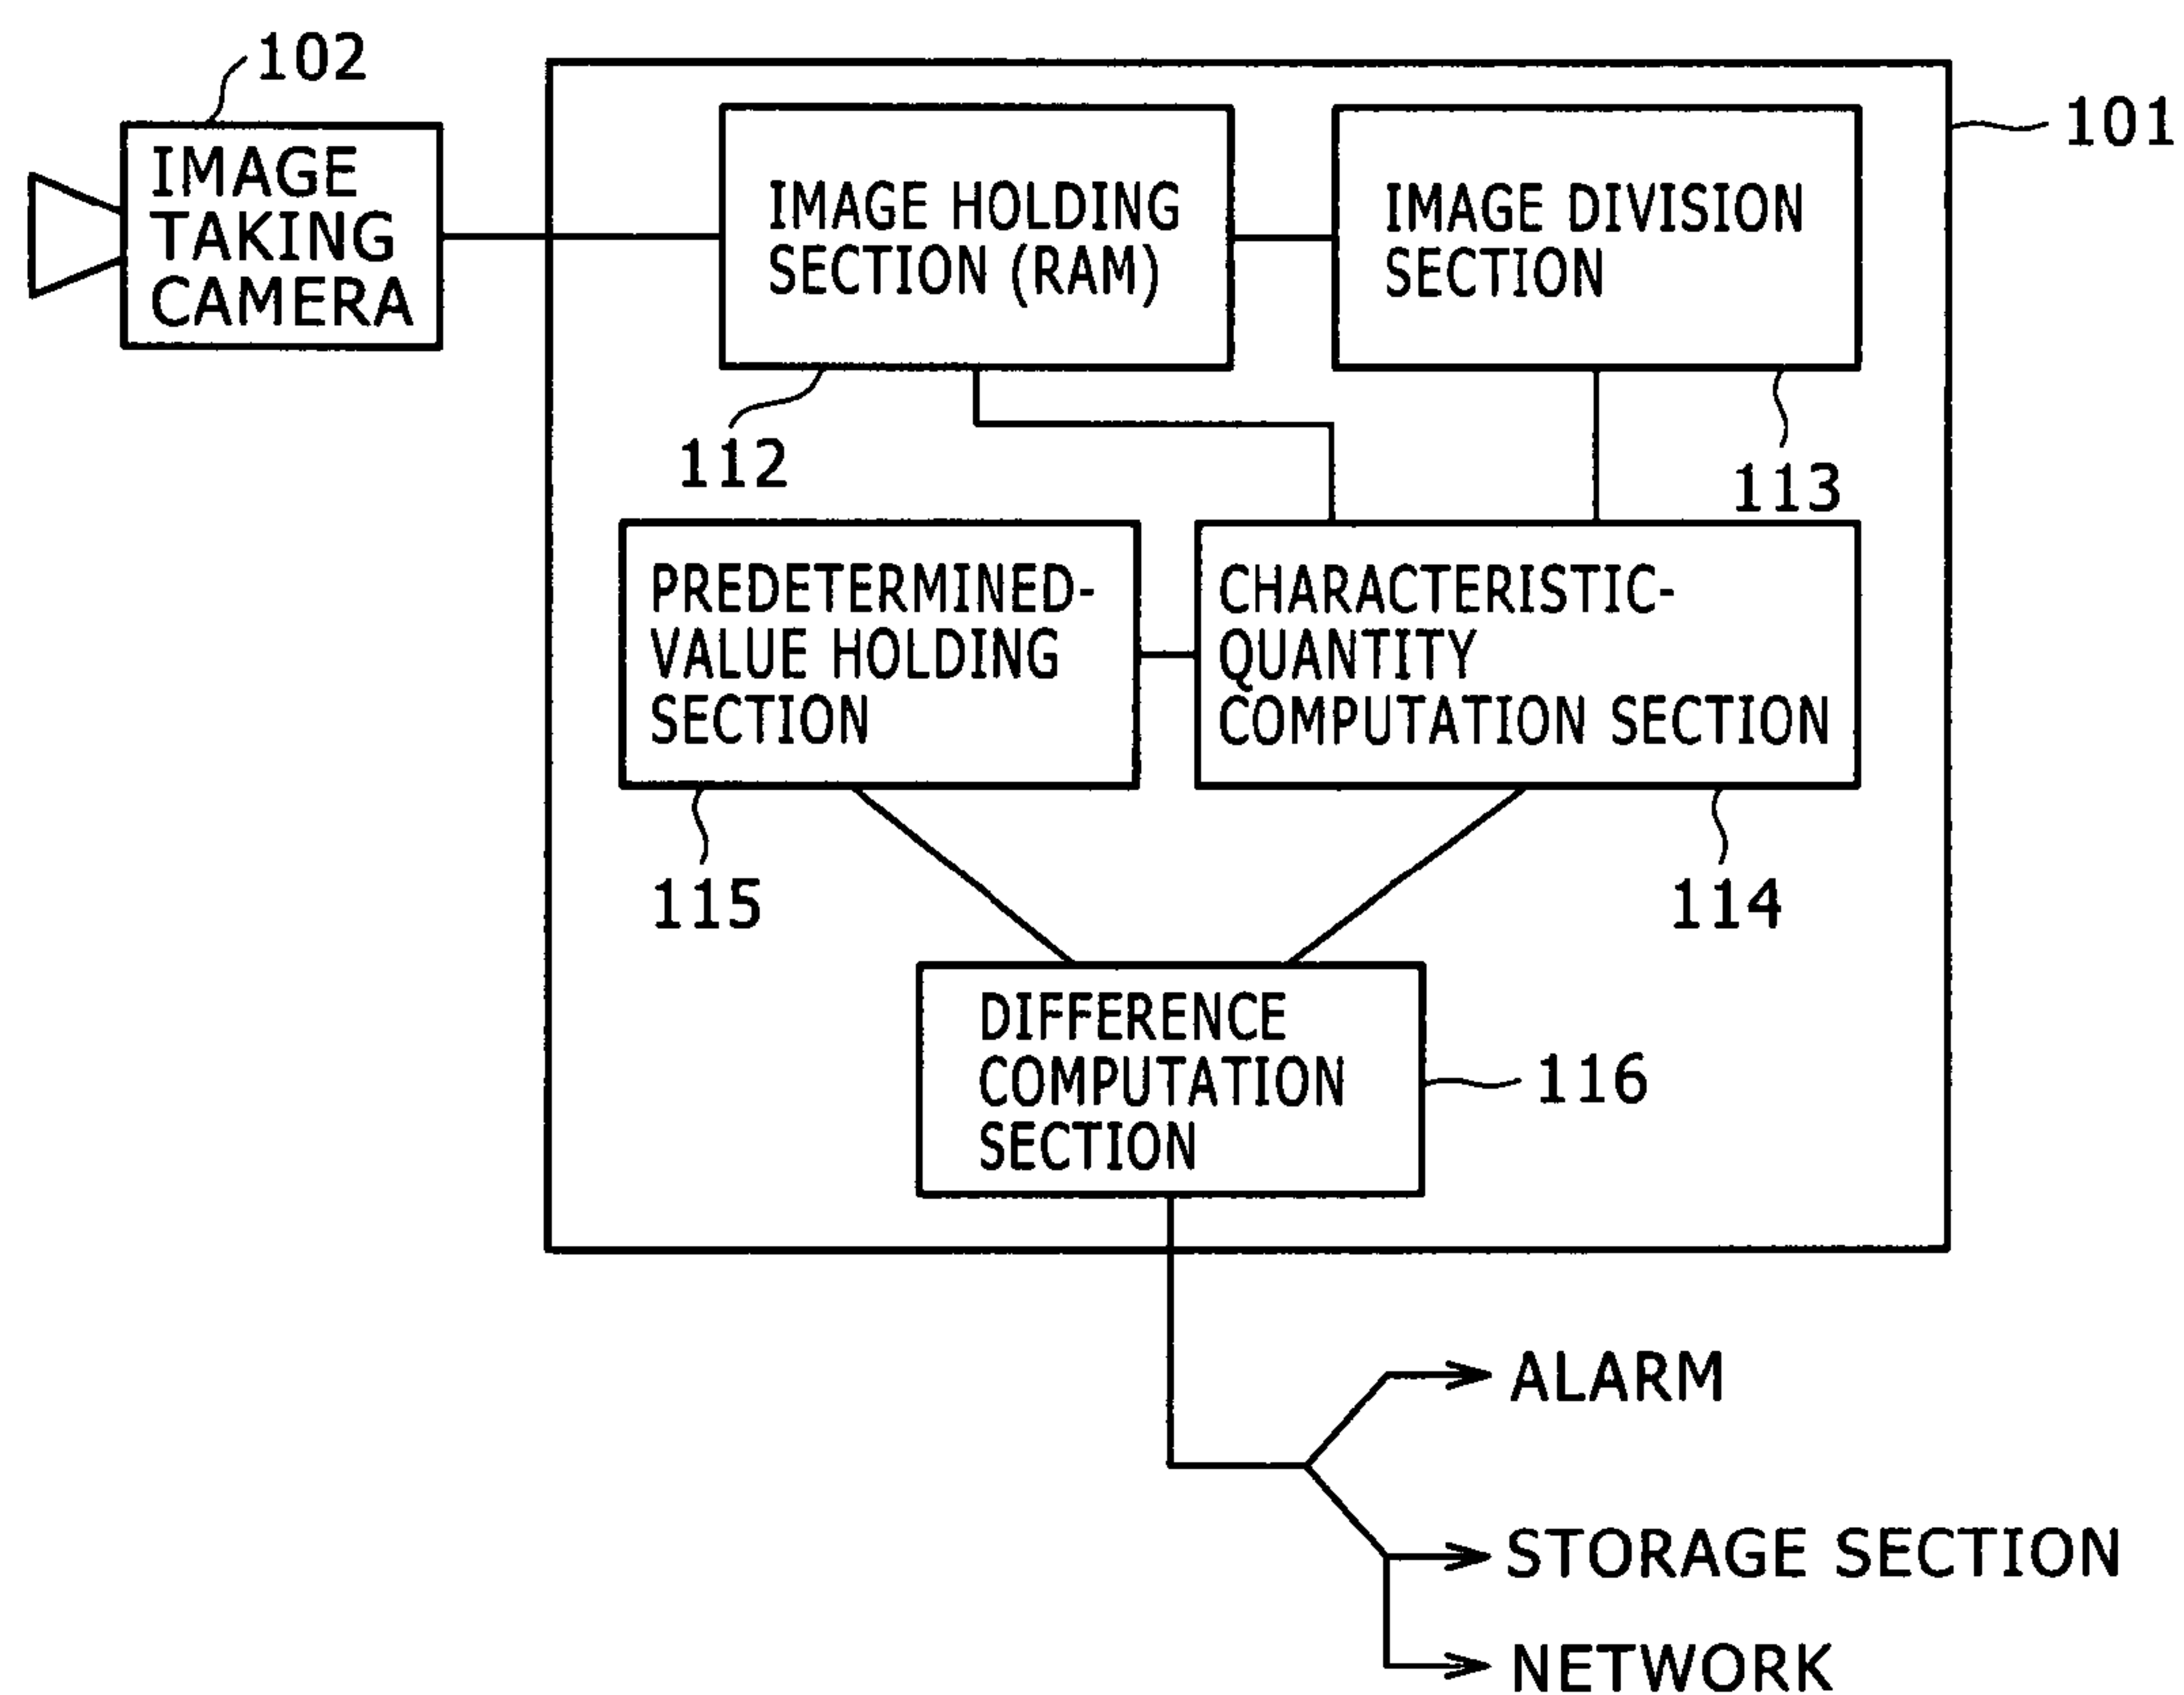 102
IMAGE
TAKING
CAMERA
101
IMAGE HOLDING
SECTION (RAM)
IMAGE DIVISION
SECTION
112
113
PREDETERMINED-
VALUE HOLDING
SECTION
CHARACTERISTIC-
QUANTITY
COMPUTATION SECTION
115
114
DIFFERENCE
COMPUTATION
SECTION
116
ALARM
STORAGE SECTION
NETWORK